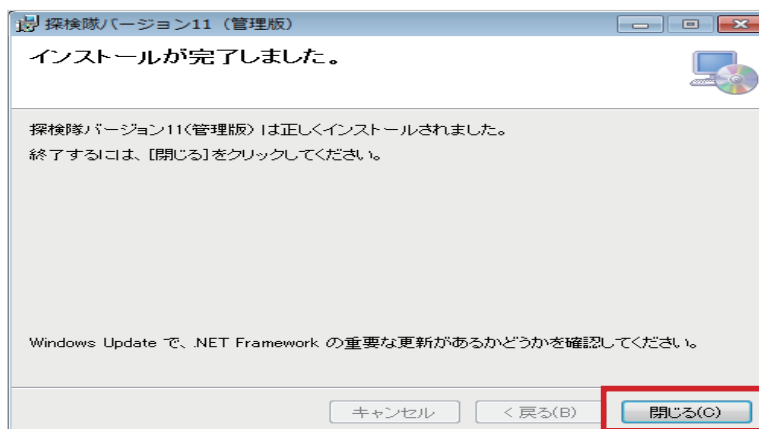 探検隊バージョン11（管理版）
インストールが完了しました。
探検隊バージョン11(管理版) は正しくインストールされました。
終了するには、[閉じる]をクリックしてください。
Windows Update で、.NET Framework の重要な更新があるかどうかを確認してください。
キャンセル
< 戻る(B)
閉じる(C)